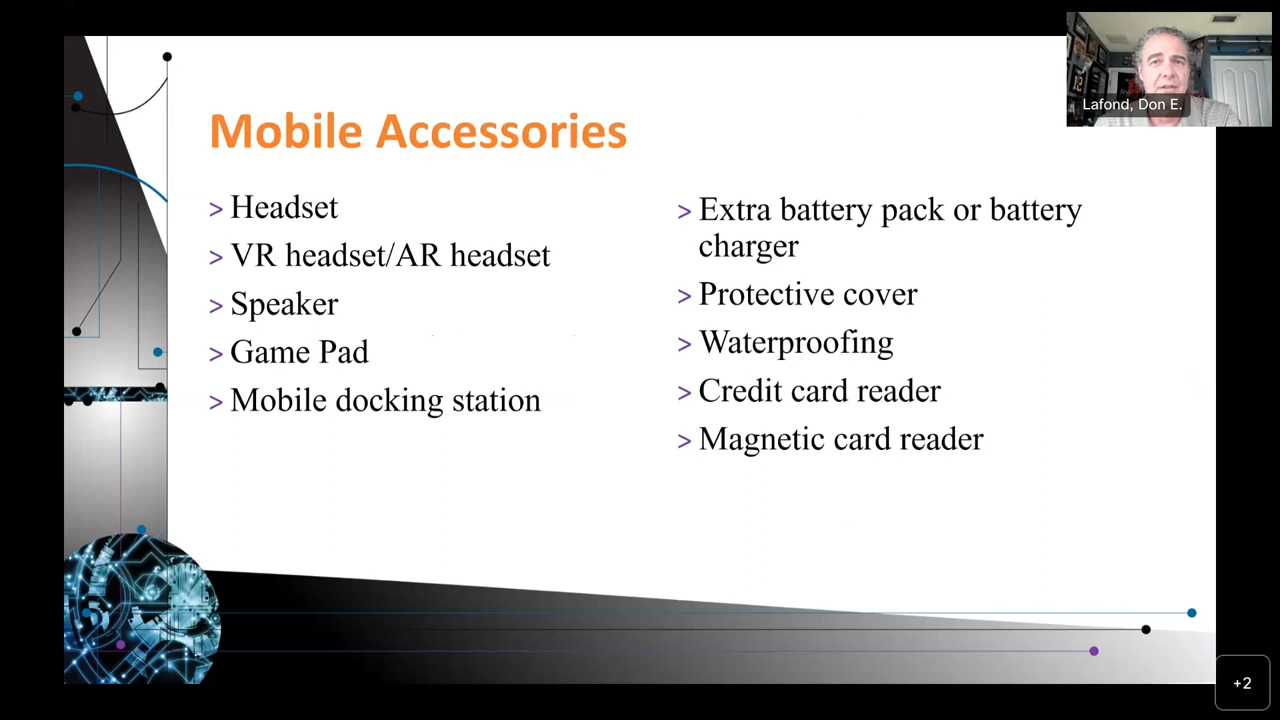 Mobile Accessories
> Headset
> VR headset/AR headset
> Speaker
> Game Pad
> Mobile docking station
> Extra battery pack or battery
charger
> Protective cover
> Waterproofing
> Credit card reader
> Magnetic card reader
Lafond, Don E.
+2